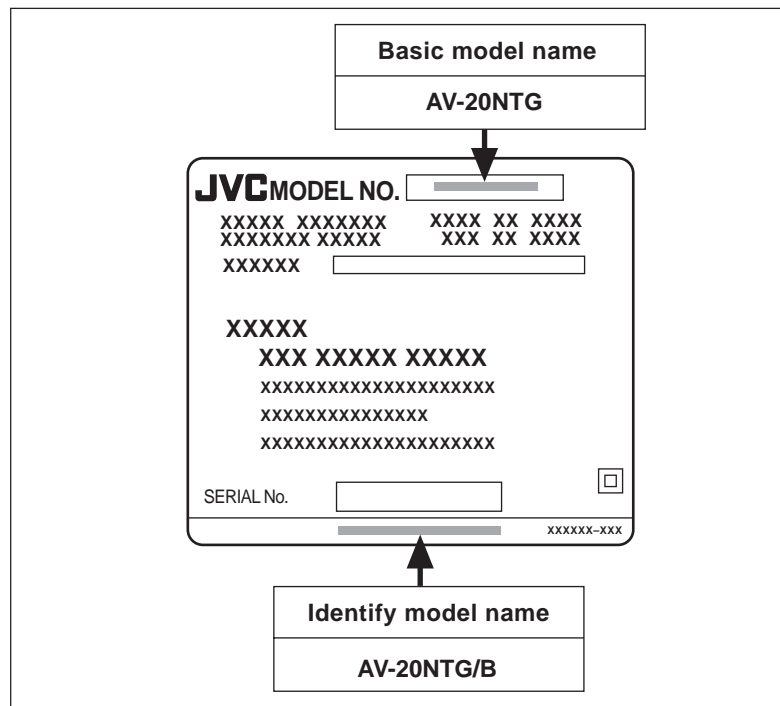 Basic model name
AV-20NTG
JVC MODEL NO.
XXXXX XXXXXXX XXXX XX XXXX
XXXXXXX XXXXX XXX XX XXXX
XXXXXX
XXXXX
XXX XXXXX XXXXX
XXXXXXXXXXXXXXXXXXXXX
XXXXXXXXXXXXXXX
XXXXXXXXXXXXXXXXXXXXX
SERIAL No.
XXXXXX–XXX
Identify model name
AV-20NTG/B